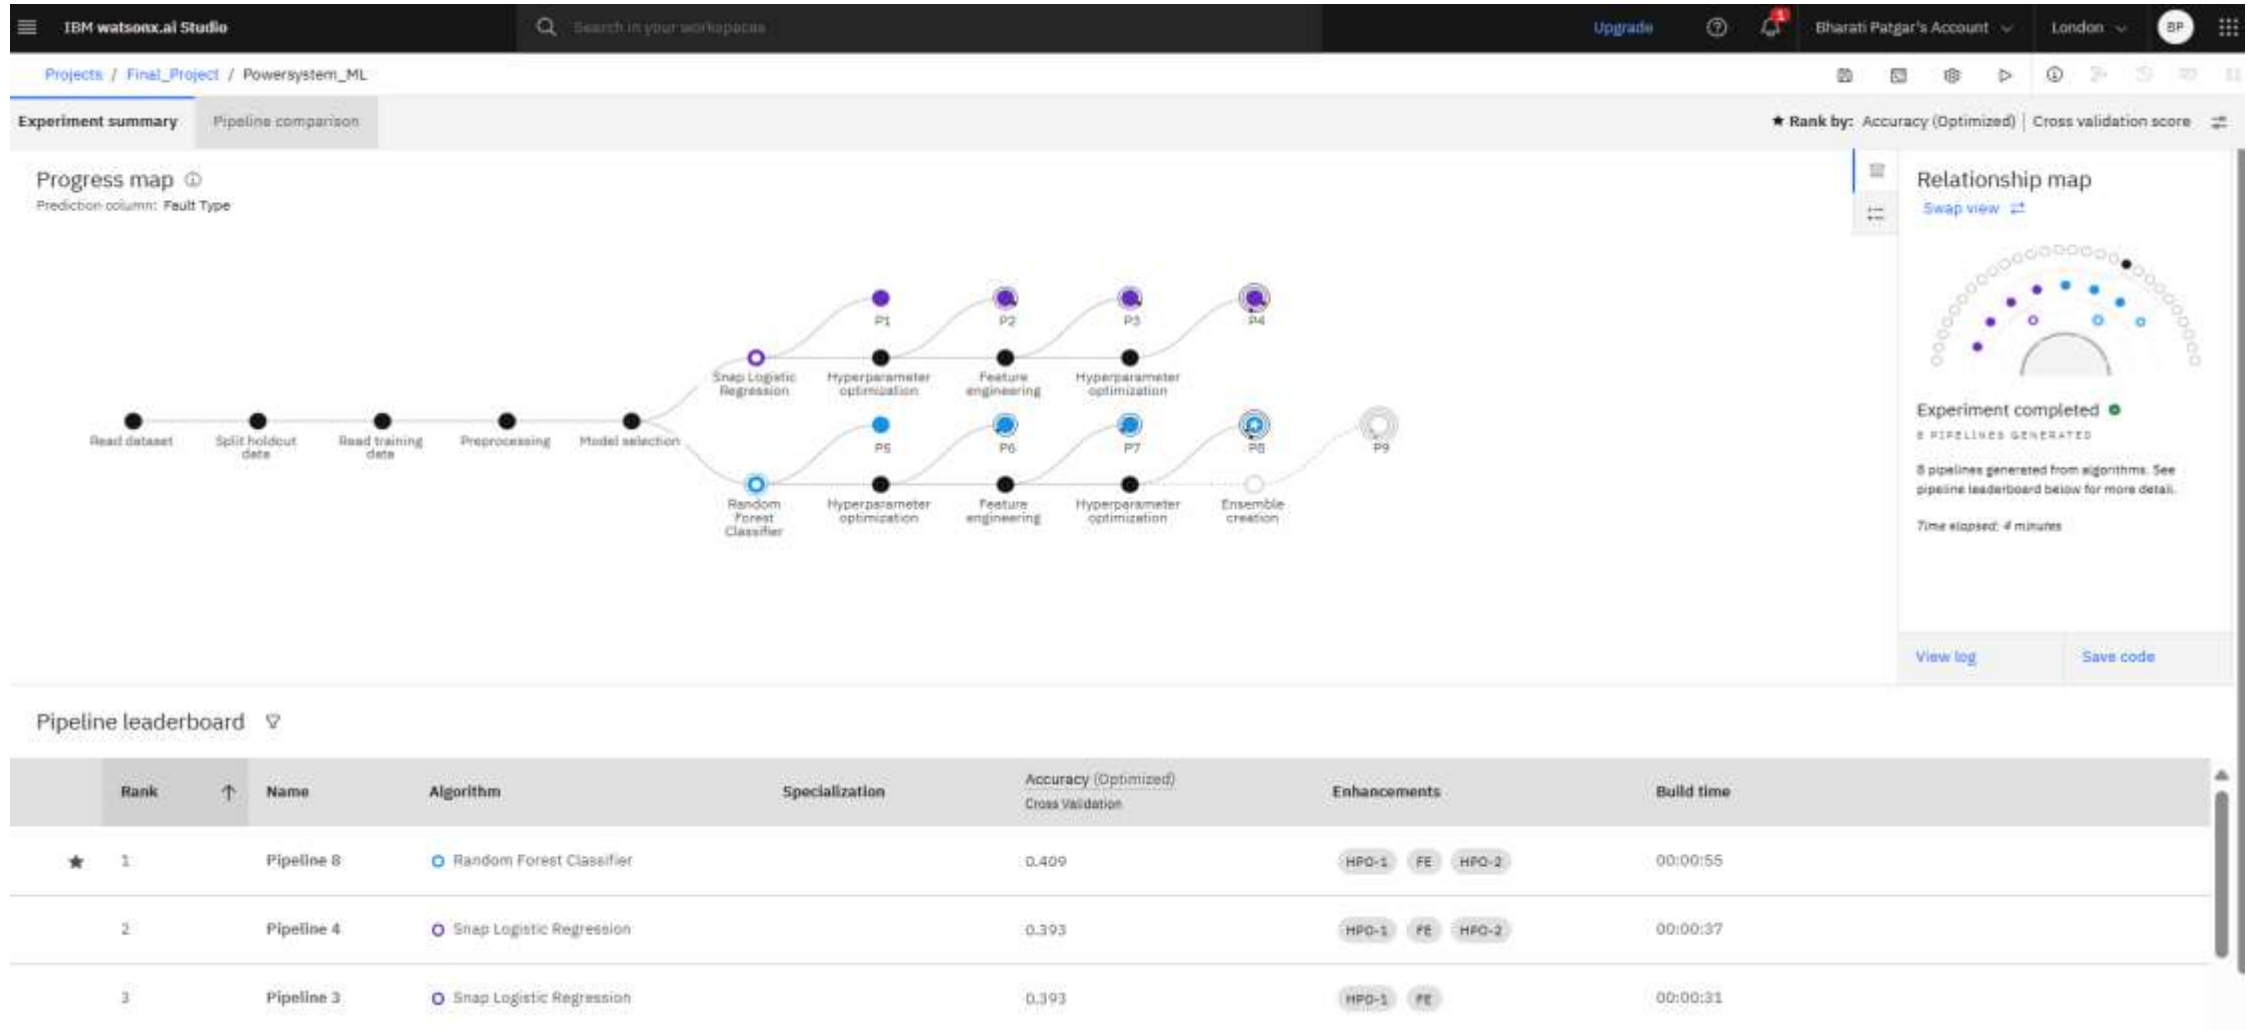 IBM watsonx.ai Studio
Search in your workspaces
Upgrade
1
Bharati Patgar's Account
London
BP
Projects / Final_Project / Powersystem_ML
Experiment summary
Pipeline comparison
★ Rank by: Accuracy (Optimized) | Cross validation score
Progress map
Prediction column: Fault Type
P1
P2
P3
P4
Snap Logistic
Regression
Hyperparameter
optimization
Feature
engineering
Hyperparameter
optimization
Read dataset
Split holdout
data
Read training
data
Preprocessing
Model selection
P5
P6
P7
P8
P9
Random
Forest
Classifier
Hyperparameter
optimization
Feature
engineering
Hyperparameter
optimization
Ensemble
creation
Relationship map
Swap view
Experiment completed
8 PIPELINES GENERATED
8 pipelines generated from algorithms. See
pipeline leaderboard below for more detail.
Time elapsed: 4 minutes
View log
Save code
Pipeline leaderboard
Rank ↑ Name Algorithm Specialization Accuracy (Optimized) Enhancements Build time
Cross Validation
★ 1 Pipeline 8 Random Forest Classifier 0.409 HPO-1 FE HPO-2 00:00:55
2 Pipeline 4 Snap Logistic Regression 0.393 HPO-1 FE HPO-2 00:00:37
3 Pipeline 3 Snap Logistic Regression 0.393 HPO-1 FE 00:00:31